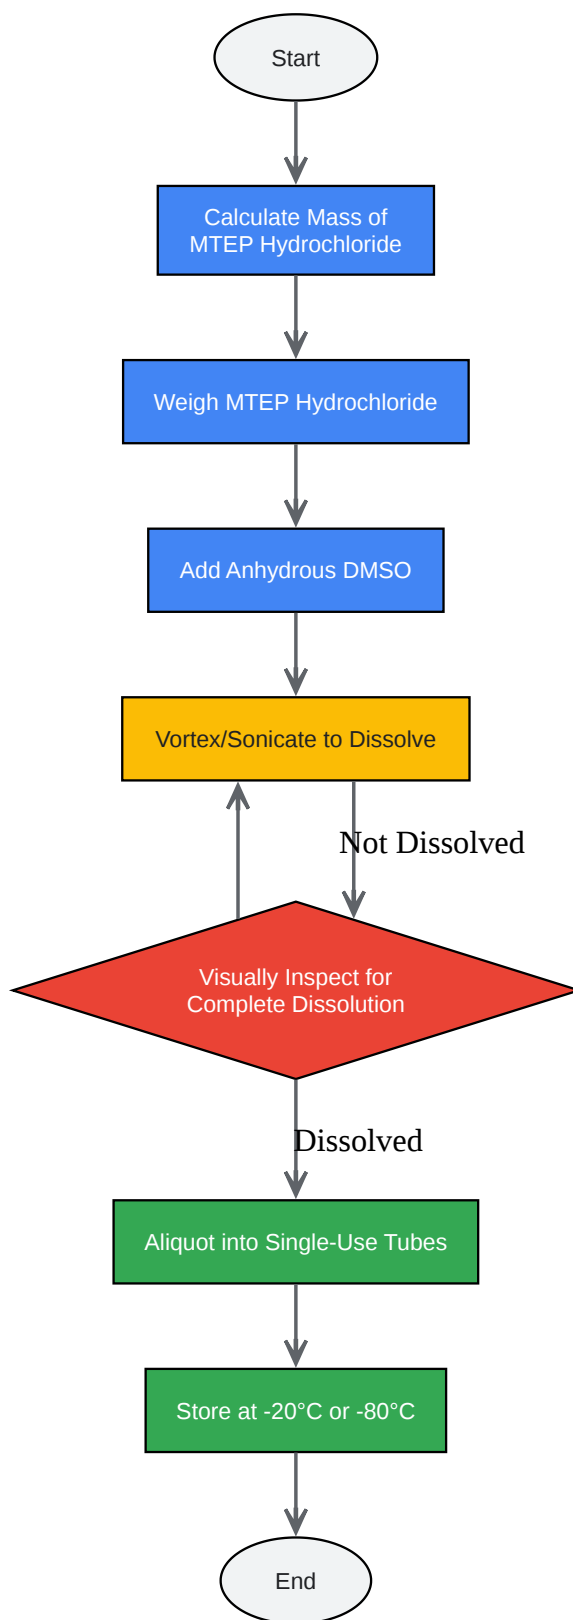 Start
Calculate Mass of
MTEP Hydrochloride
Weigh MTEP Hydrochloride
Add Anhydrous DMSO
Vortex/Sonicate to Dissolve
Not Dissolved
Visually Inspect for
Complete Dissolution
Dissolved
Aliquot into Single-Use Tubes
Store at -20°C or -80°C
End